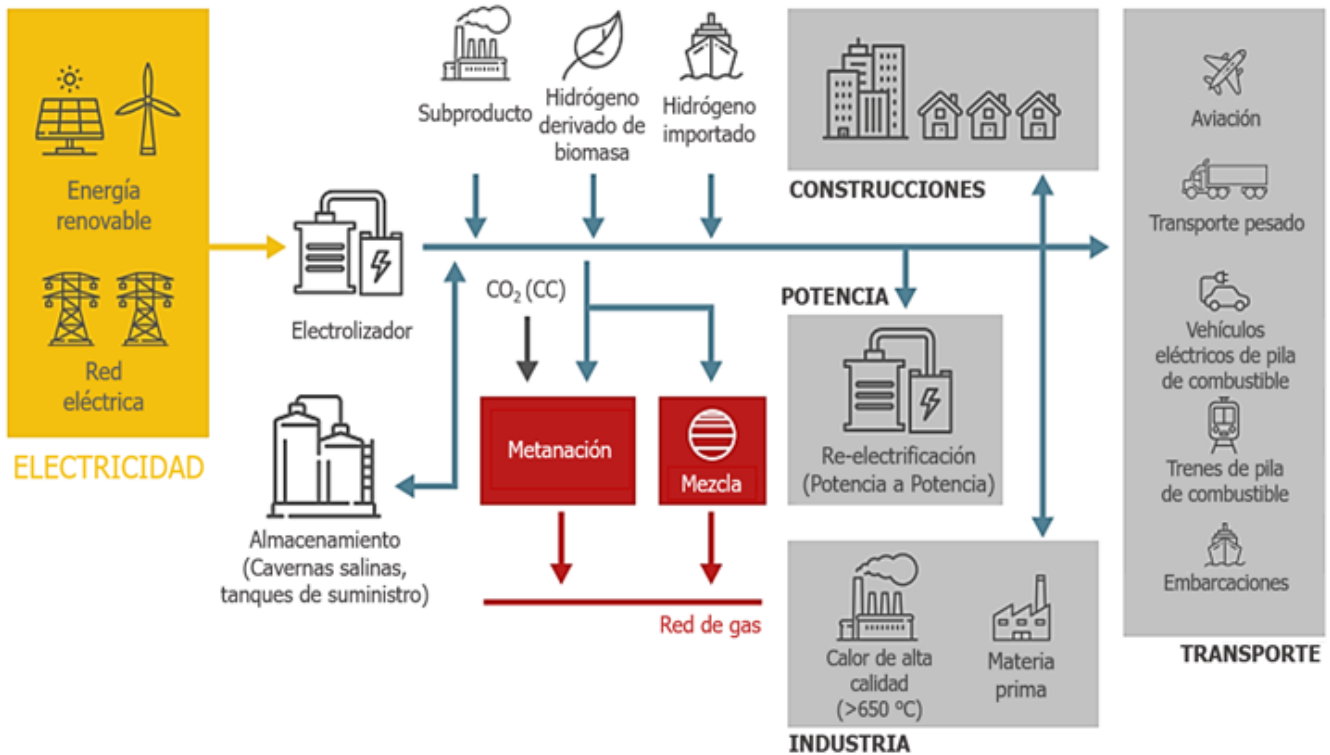 Energía
renovable
Red
eléctrica
ELECTRICIDAD
Electrolizador
Almacenamiento
(Cavernas salinas,
tanques de suministro)
Subproducto
Hidrógeno
derivado de
biomasa
Hidrógeno
importado
CO₂ (CC)
Metanación
Mezcla
Red de gas
CONSTRUCCIONES
POTENCIA
Re-electrificación
(Potencia a Potencia)
Calor de alta
calidad
(>650 ºC)
Materia
prima
INDUSTRIA
Aviación
Transporte pesado
Vehículos
eléctricos de pila
de combustible
Trenes de pila
de combustible
Embarcaciones
TRANSPORTE